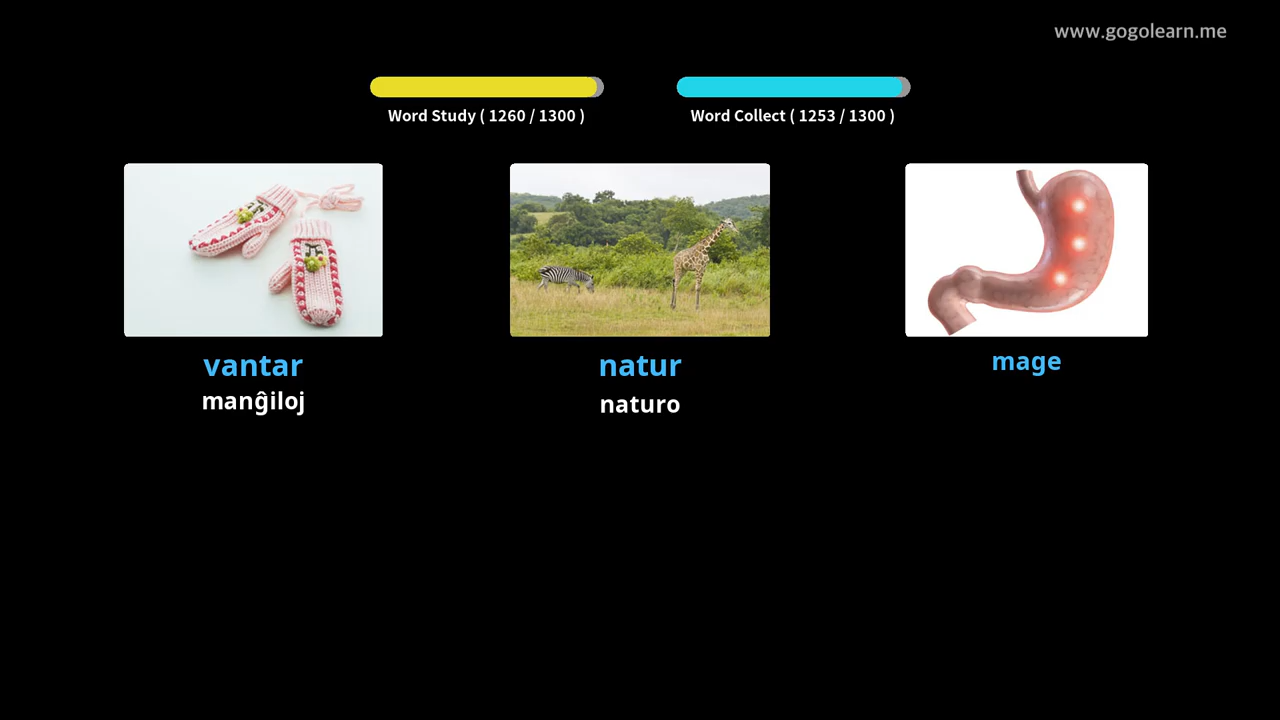 www.gogolearn.me
Word Study ( 1260 / 1300 )
Word Collect ( 1253 / 1300 )
vantar
manĝiloj
natur
naturo
mage